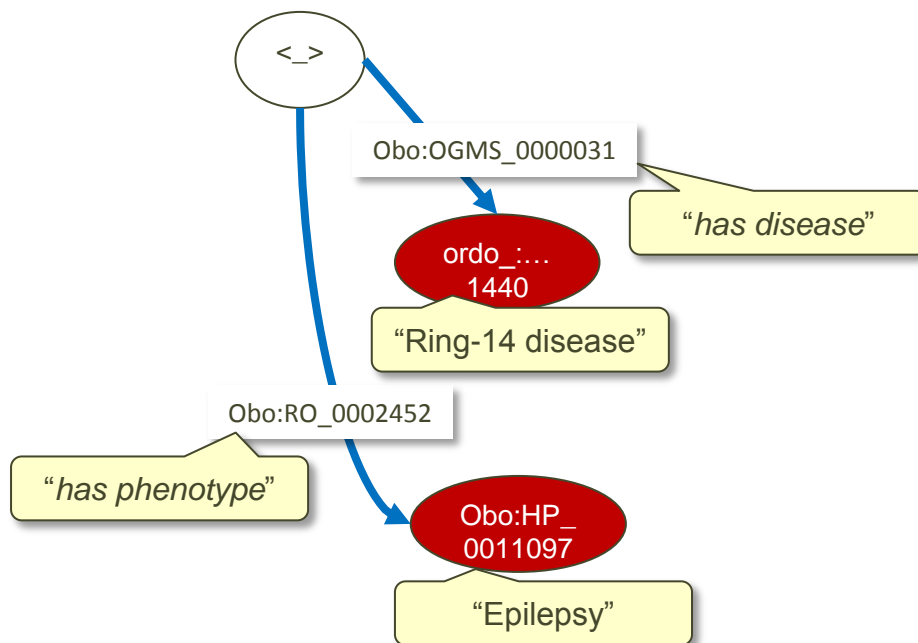 <_>
Obo:OGMS_0000031
“has disease”
ordo_:…
1440
“Ring-14 disease”
Obo:RO_0002452
“has phenotype”
Obo:HP_
0011097
“Epilepsy”